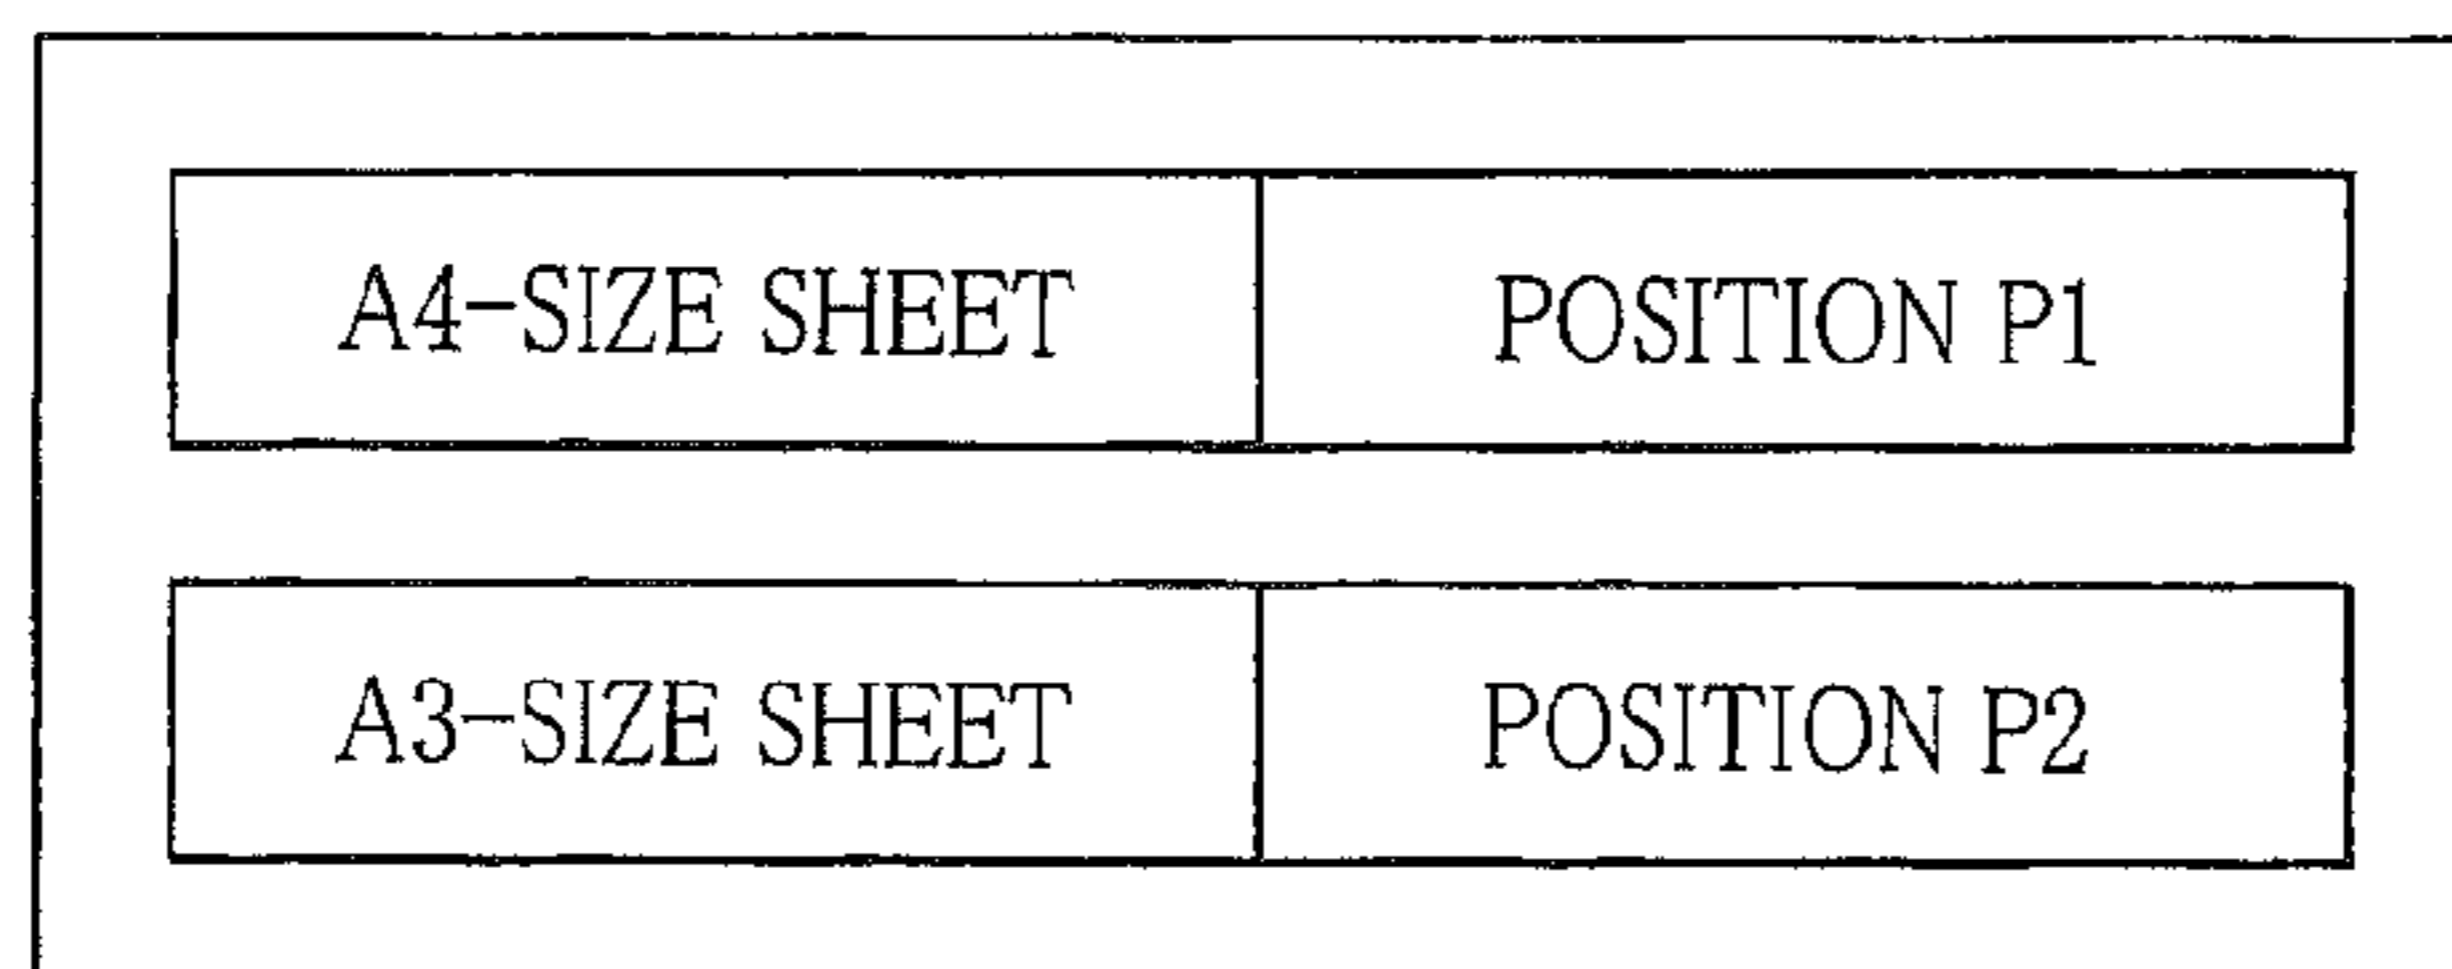 A4-SIZE SHEET POSITION P1
A3-SIZE SHEET POSITION P2